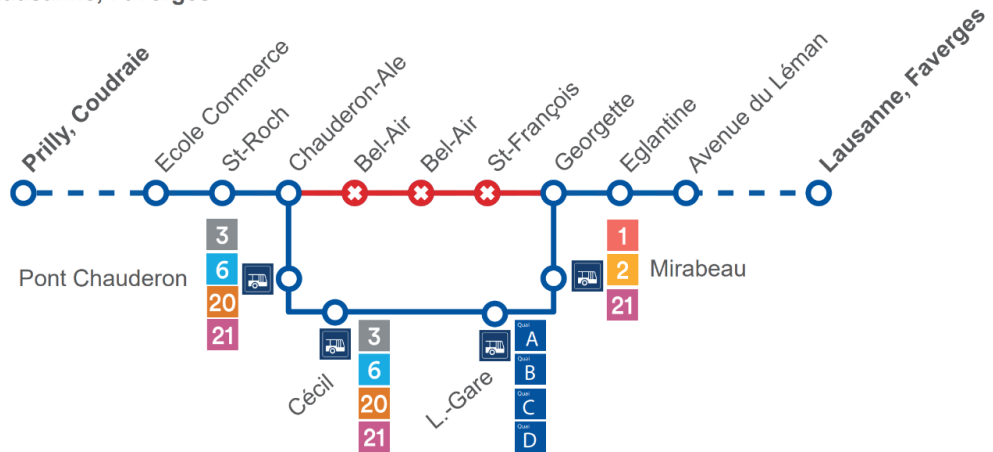 Prilly, Coudraie
Ecole Commerce
St-Roch
Chauderon-Ale
Bel-Air
Bel-Air
St-François
Georgette
Eglantine
Avenue du Léman
Lausanne, Faverges
Pont Chauderon
3
6
20
21
1
2
21
Mirabeau
Cécil
3
6
20
21
L.-Gare
Quai
A
Quai
B
Quai
C
Quai
D